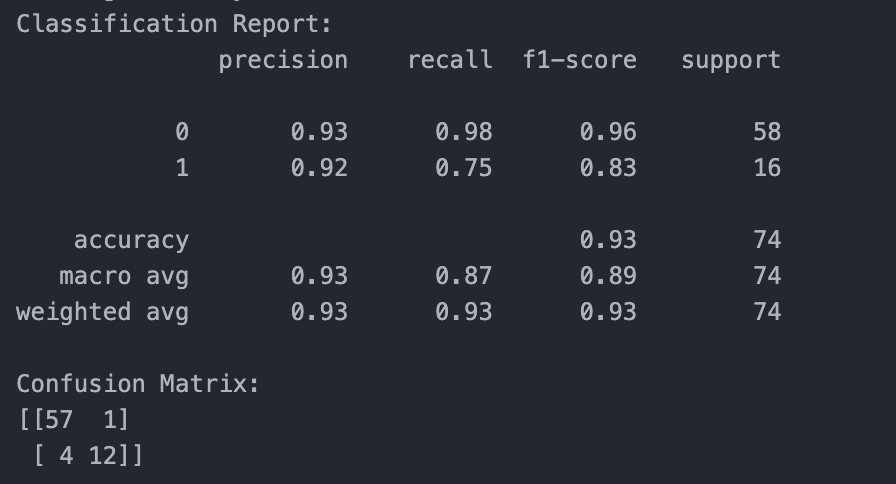 Classification Report:
precision recall f1-score support
0 0.93 0.98 0.96 58
1 0.92 0.75 0.83 16
accuracy 0.93 74
macro avg 0.93 0.87 0.89 74
weighted avg 0.93 0.93 0.93 74
Confusion Matrix:
[[57 1]
[ 4 12]]